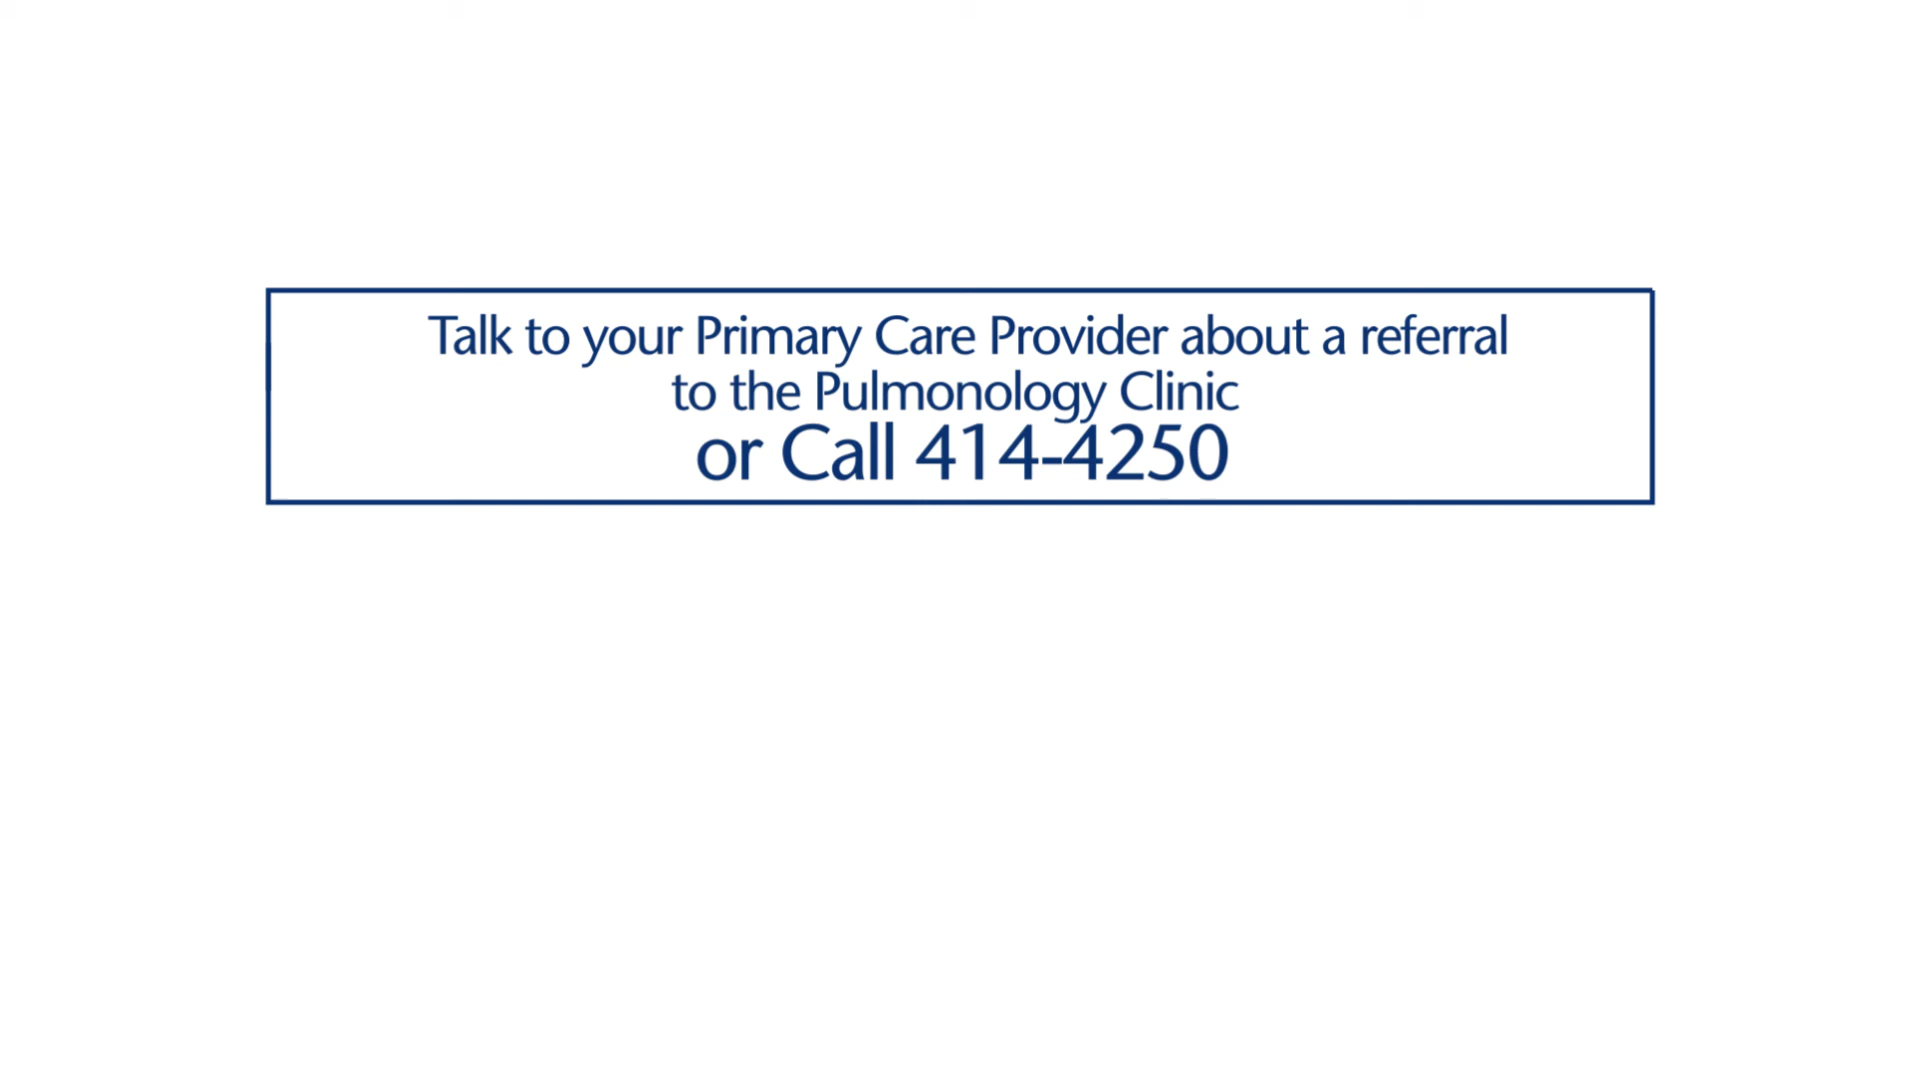 Talk to your Primary Care Provider about a referral
to the Pulmonology Clinic
or Call 414-4250